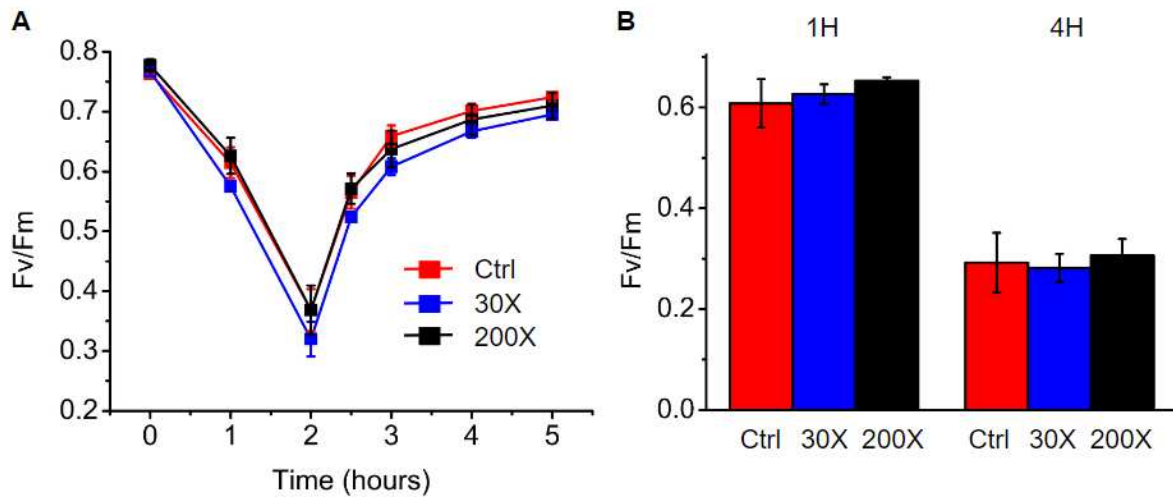 A
Fv/Fm
0.8
0.7
0.6
0.5
0.4
0.3
0.2
0 1 2 3 4 5
Time (hours)
Ctrl
30X
200X
B
1H 4H
Fv/Fm
0.6
0.4
0.2
0.0
Ctrl 30X 200X Ctrl 30X 200X